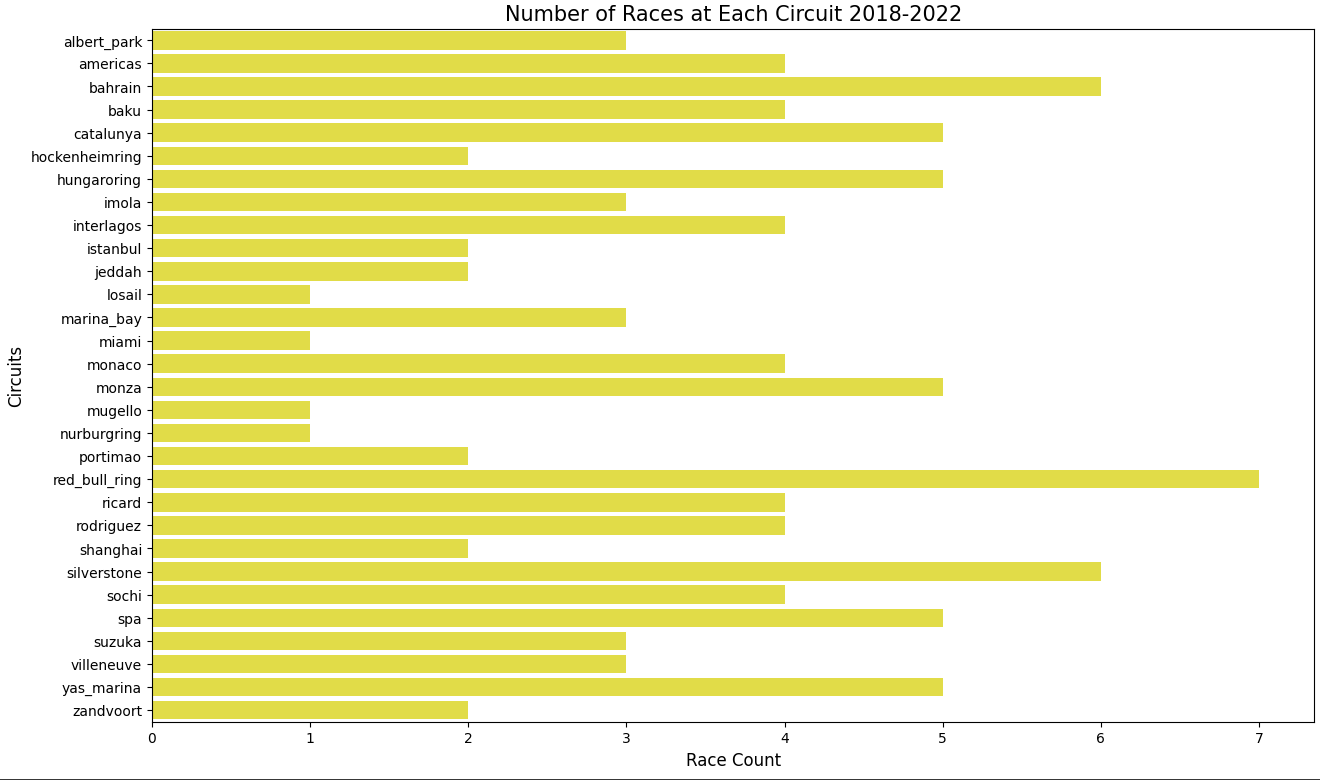 Number of Races at Each Circuit 2018-2022
albert_park
americas
bahrain
baku
catalunya
hockenheimring
hungaroring
imola
interlagos
istanbul
jeddah
losail
marina_bay
miami
monaco
monza
mugello
nurburgring
portimao
red_bull_ring
ricard
rodriguez
shanghai
silverstone
sochi
spa
suzuka
villeneuve
yas_marina
zandvoort
Circuits
0 1 2 3 4 5 6 7
Race Count